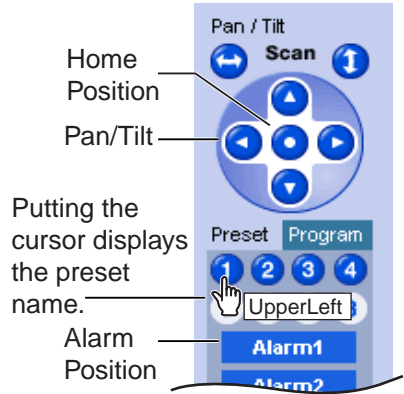 Pan / Tilt
Scan
Home
Position
Pan/Tilt
Putting the
cursor displays
the preset
name.
Preset Program
1 2 3 4
UpperLeft
Alarm
Position
Alarm1
Alarm2